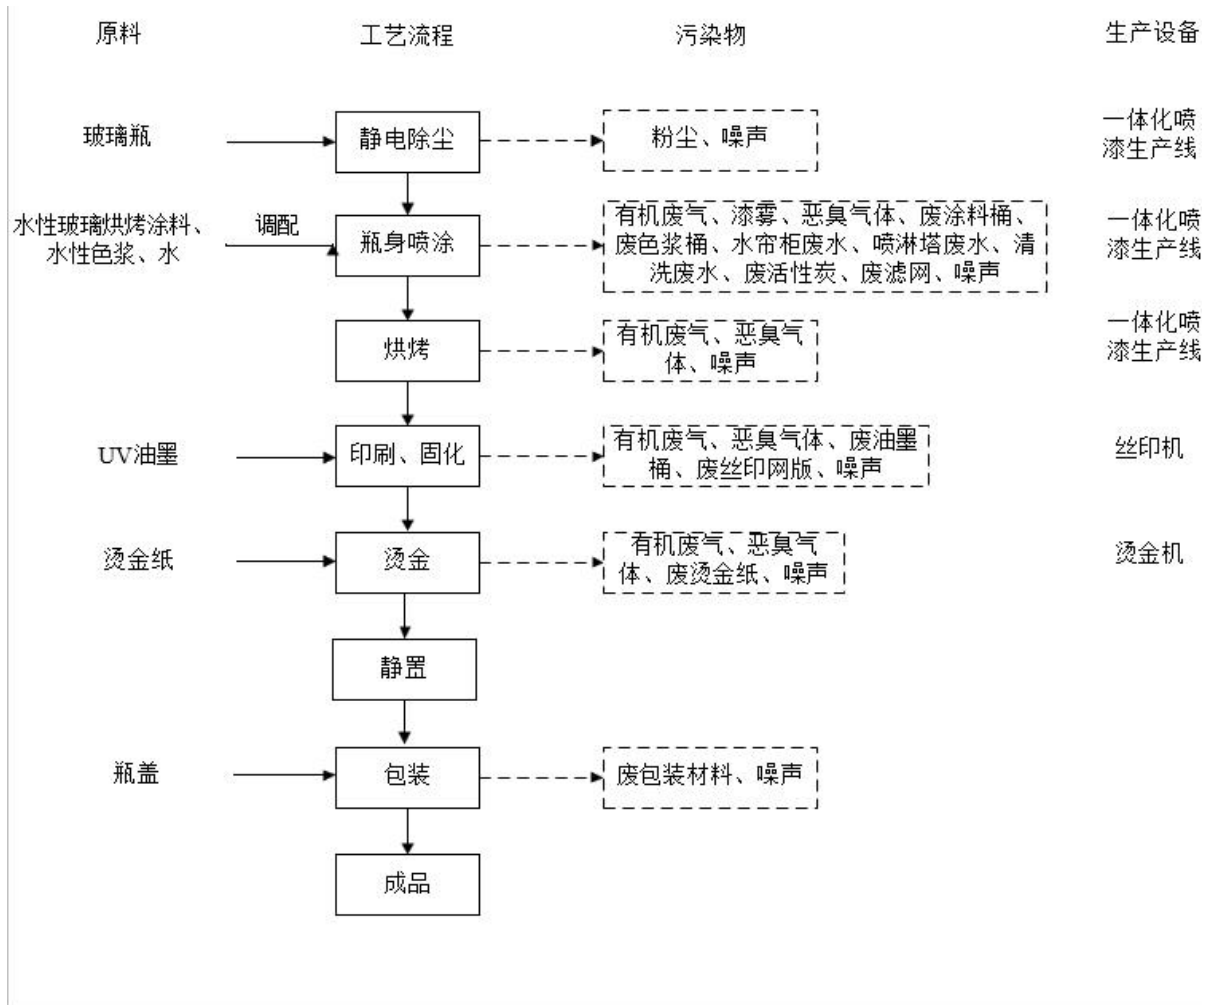 原料
工艺流程
污染物
生产设备
玻璃瓶
静电除尘
粉尘、噪声
一体化喷
漆生产线
水性玻璃烘烤涂料、
水性色浆、水
调配
瓶身喷涂
有机废气、漆雾、恶臭气体、废涂料桶、
废色浆桶、水帘柜废水、喷淋塔废水、清
洗废水、废活性炭、废滤网、噪声
一体化喷
漆生产线
烘烤
有机废气、恶臭气
体、噪声
一体化喷
漆生产线
UV油墨
印刷、固化
有机废气、恶臭气体、废油墨
桶、废丝印网版、噪声
丝印机
烫金纸
烫金
有机废气、恶臭气
体、废烫金纸、噪声
烫金机
静置
瓶盖
包装
废包装材料、噪声
成品